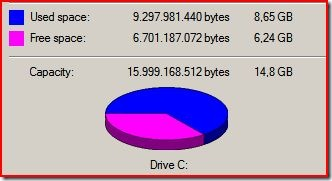 Used space: 9.297.981.440 bytes 8,65 GB
Free space: 6.701.187.072 bytes 6,24 GB
Capacity: 15.999.168.512 bytes 14,8 GB
Drive C: